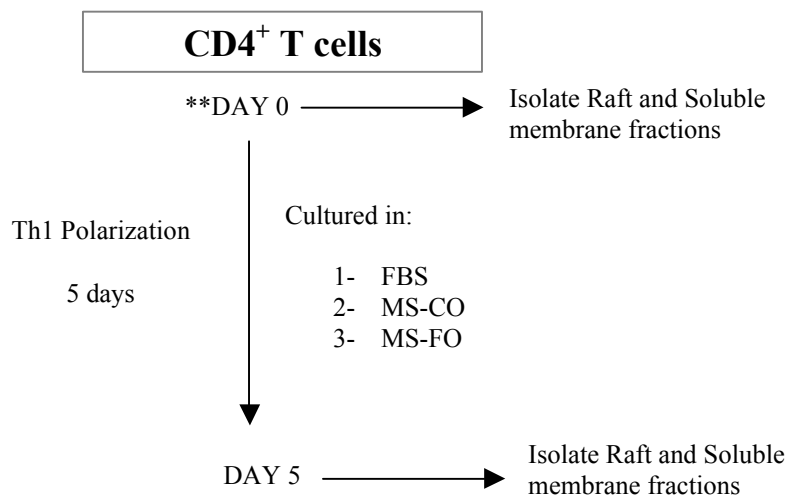 CD4⁺ T cells
**DAY 0
Isolate Raft and Soluble
membrane fractions
Th1 Polarization
5 days
Cultured in:
1- FBS
2- MS-CO
3- MS-FO
DAY 5
Isolate Raft and Soluble
membrane fractions